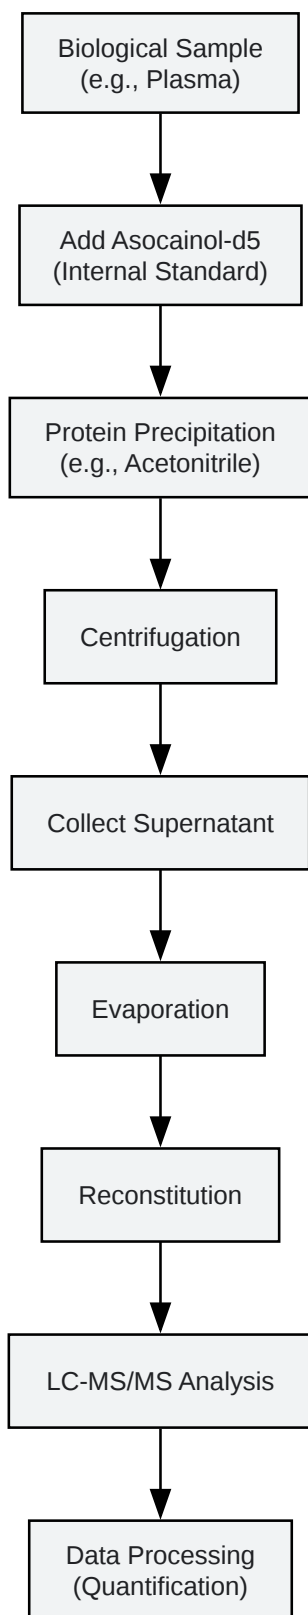 Biological Sample
(e.g., Plasma)
Add Asocainol-d5
(Internal Standard)
Protein Precipitation
(e.g., Acetonitrile)
Centrifugation
Collect Supernatant
Evaporation
Reconstitution
LC-MS/MS Analysis
Data Processing
(Quantification)